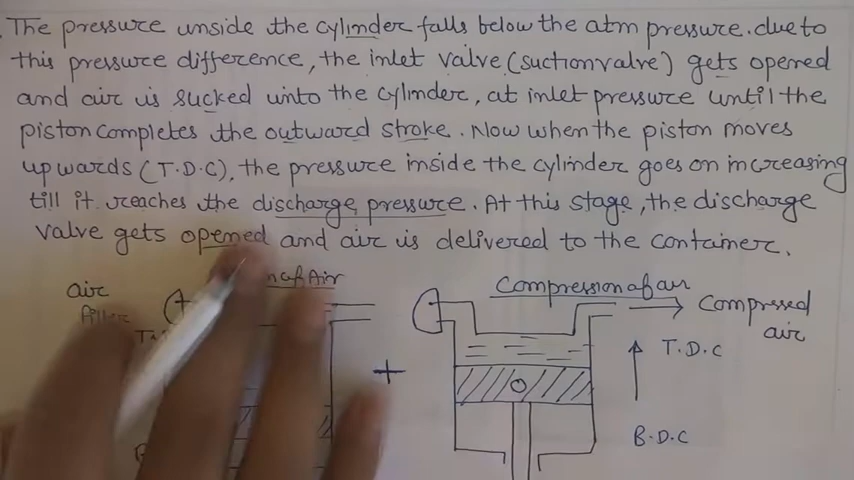 The pressure inside the cylinder falls below the atm pressure. due to
this pressure difference, the inlet valve (suction valve) gets opened
and air is sucked into the cylinder, at inlet pressure until the
piston completes the outward stroke. Now when the piston moves
upwards (T.D.C), the pressure inside the cylinder goes on increasing
till it reaches the discharge pressure. At this stage, the discharge
valve gets opened and air is delivered to the container.
of Air
Compression of air
air
filter
Compressed
air
T.D.C
+
B.D.C